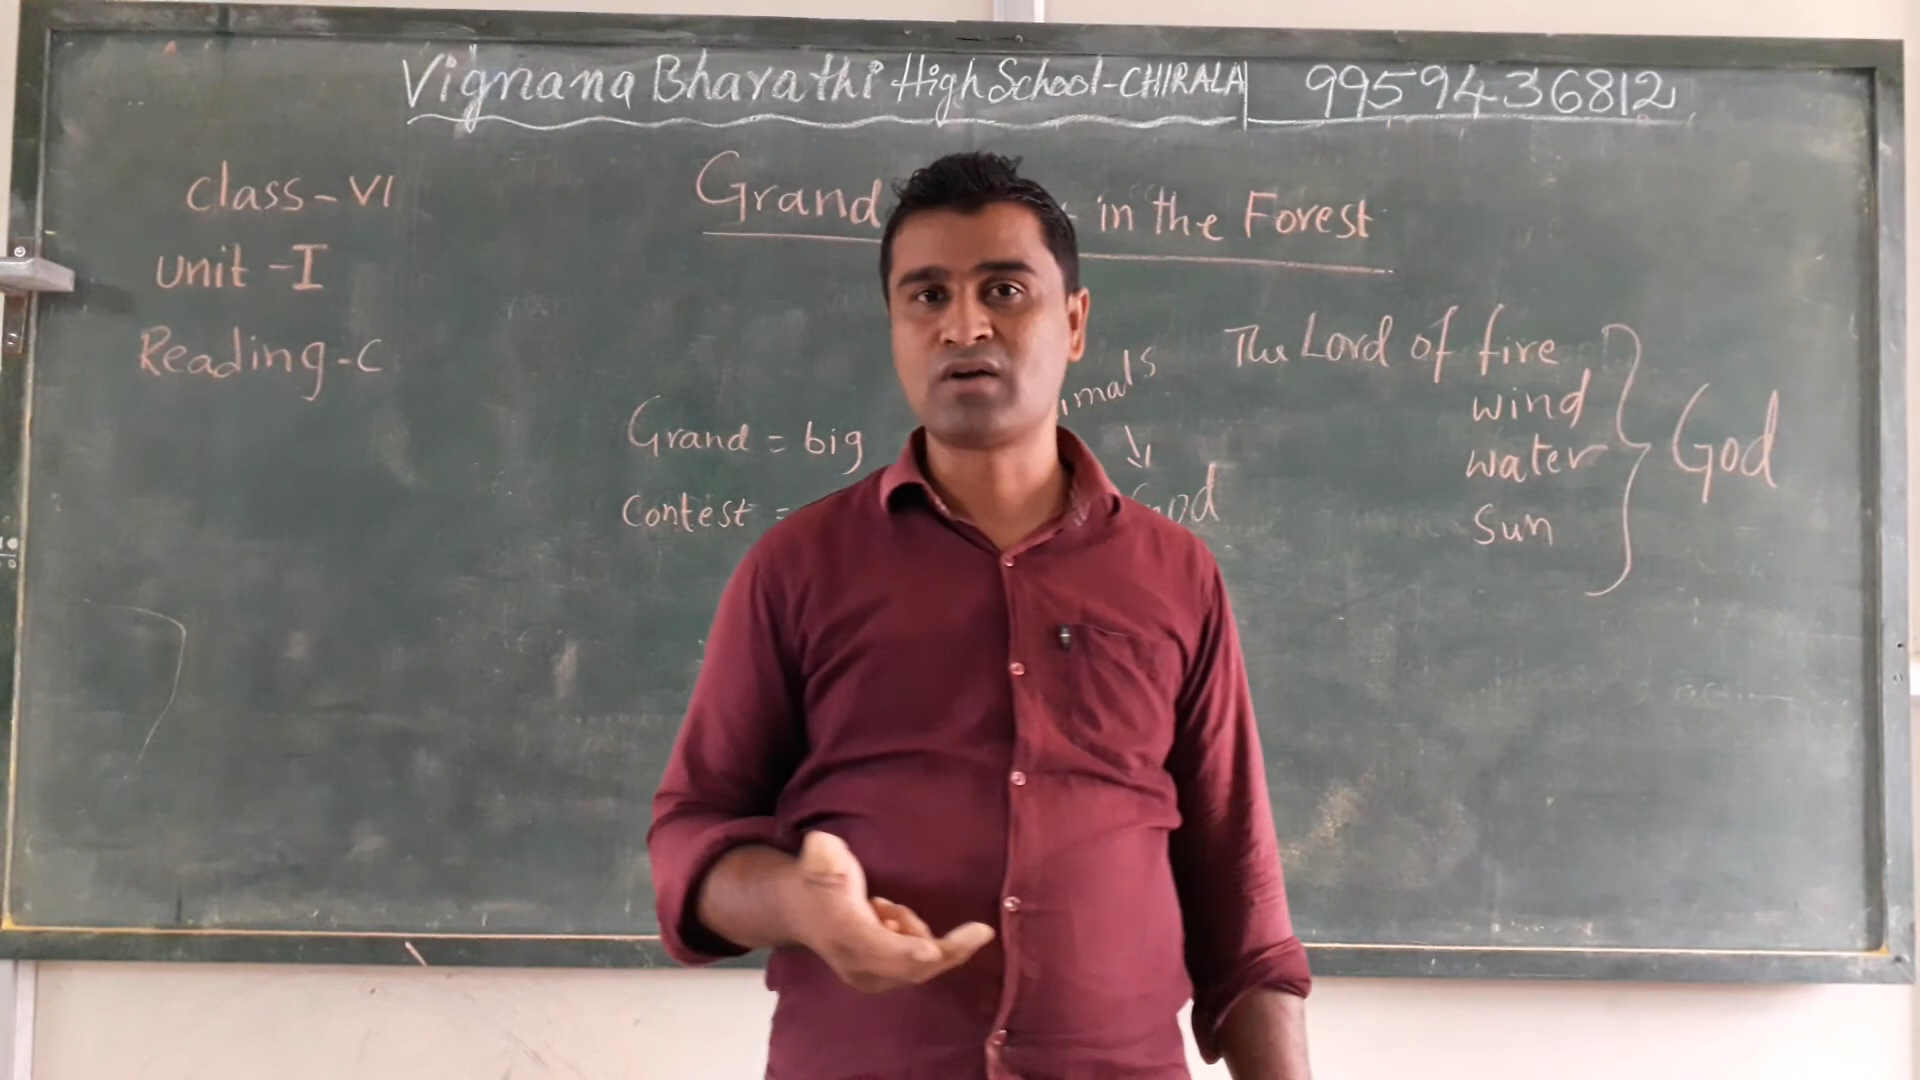 Vignana Bharathi High School-CHIRALA 9959436812
class-VI
Grand in the Forest
unit-I
Reading-C
The Lord of fire
wind
water
Sun
God
Grand = big
Contest =